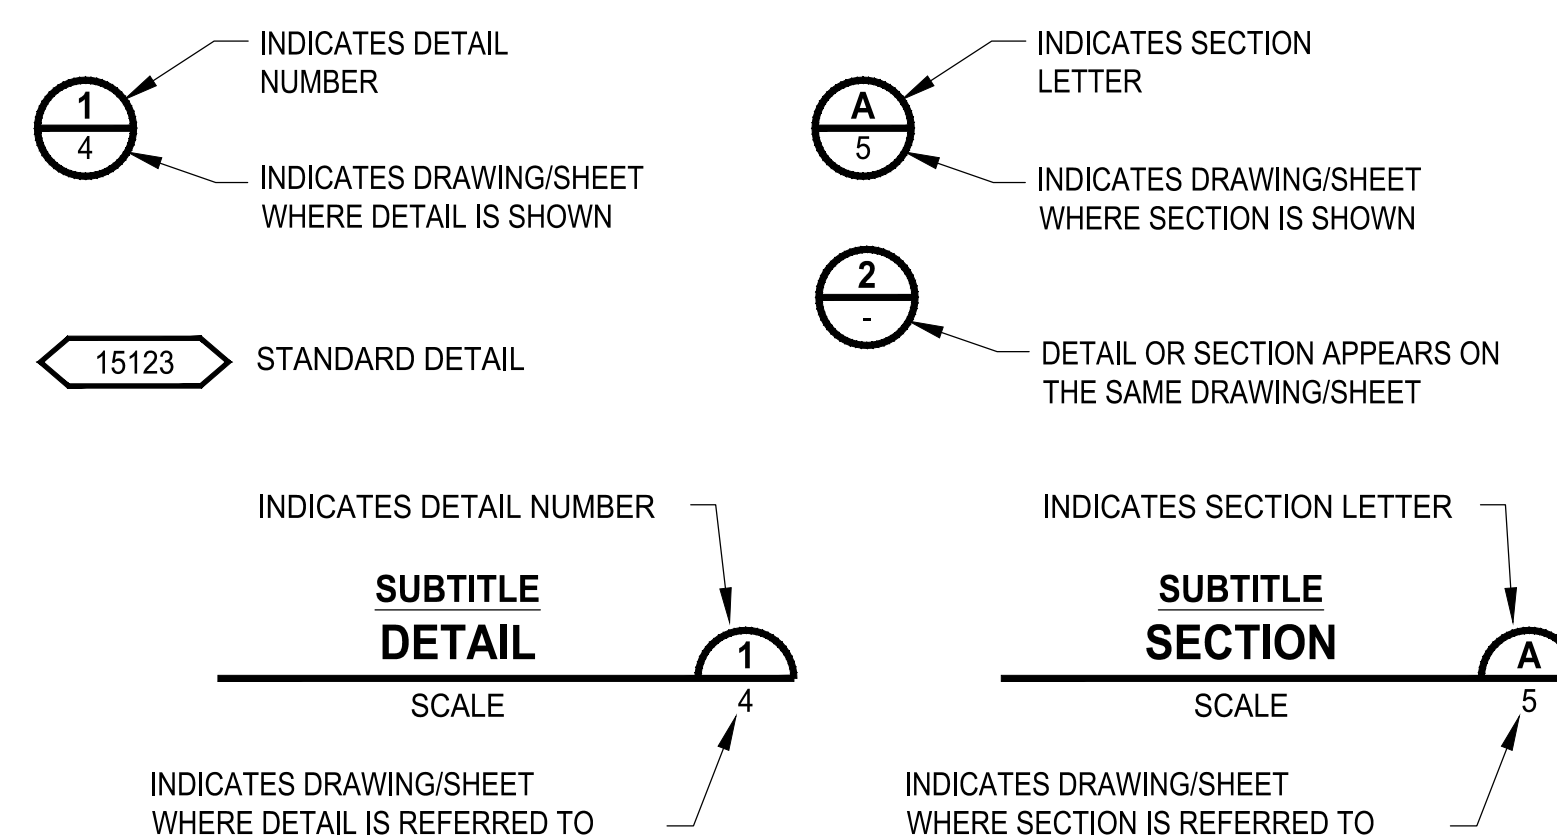 INDICATES DETAIL
NUMBER
1
4
INDICATES DRAWING/SHEET
WHERE DETAIL IS SHOWN
INDICATES SECTION
LETTER
A
5
INDICATES DRAWING/SHEET
WHERE SECTION IS SHOWN
2
-
DETAIL OR SECTION APPEARS ON
THE SAME DRAWING/SHEET
15123
STANDARD DETAIL
INDICATES DETAIL NUMBER
SUBTITLE
DETAIL
1
SCALE
4
INDICATES DRAWING/SHEET
WHERE DETAIL IS REFERRED TO
INDICATES SECTION LETTER
SUBTITLE
SECTION
A
SCALE
5
INDICATES DRAWING/SHEET
WHERE SECTION IS REFERRED TO